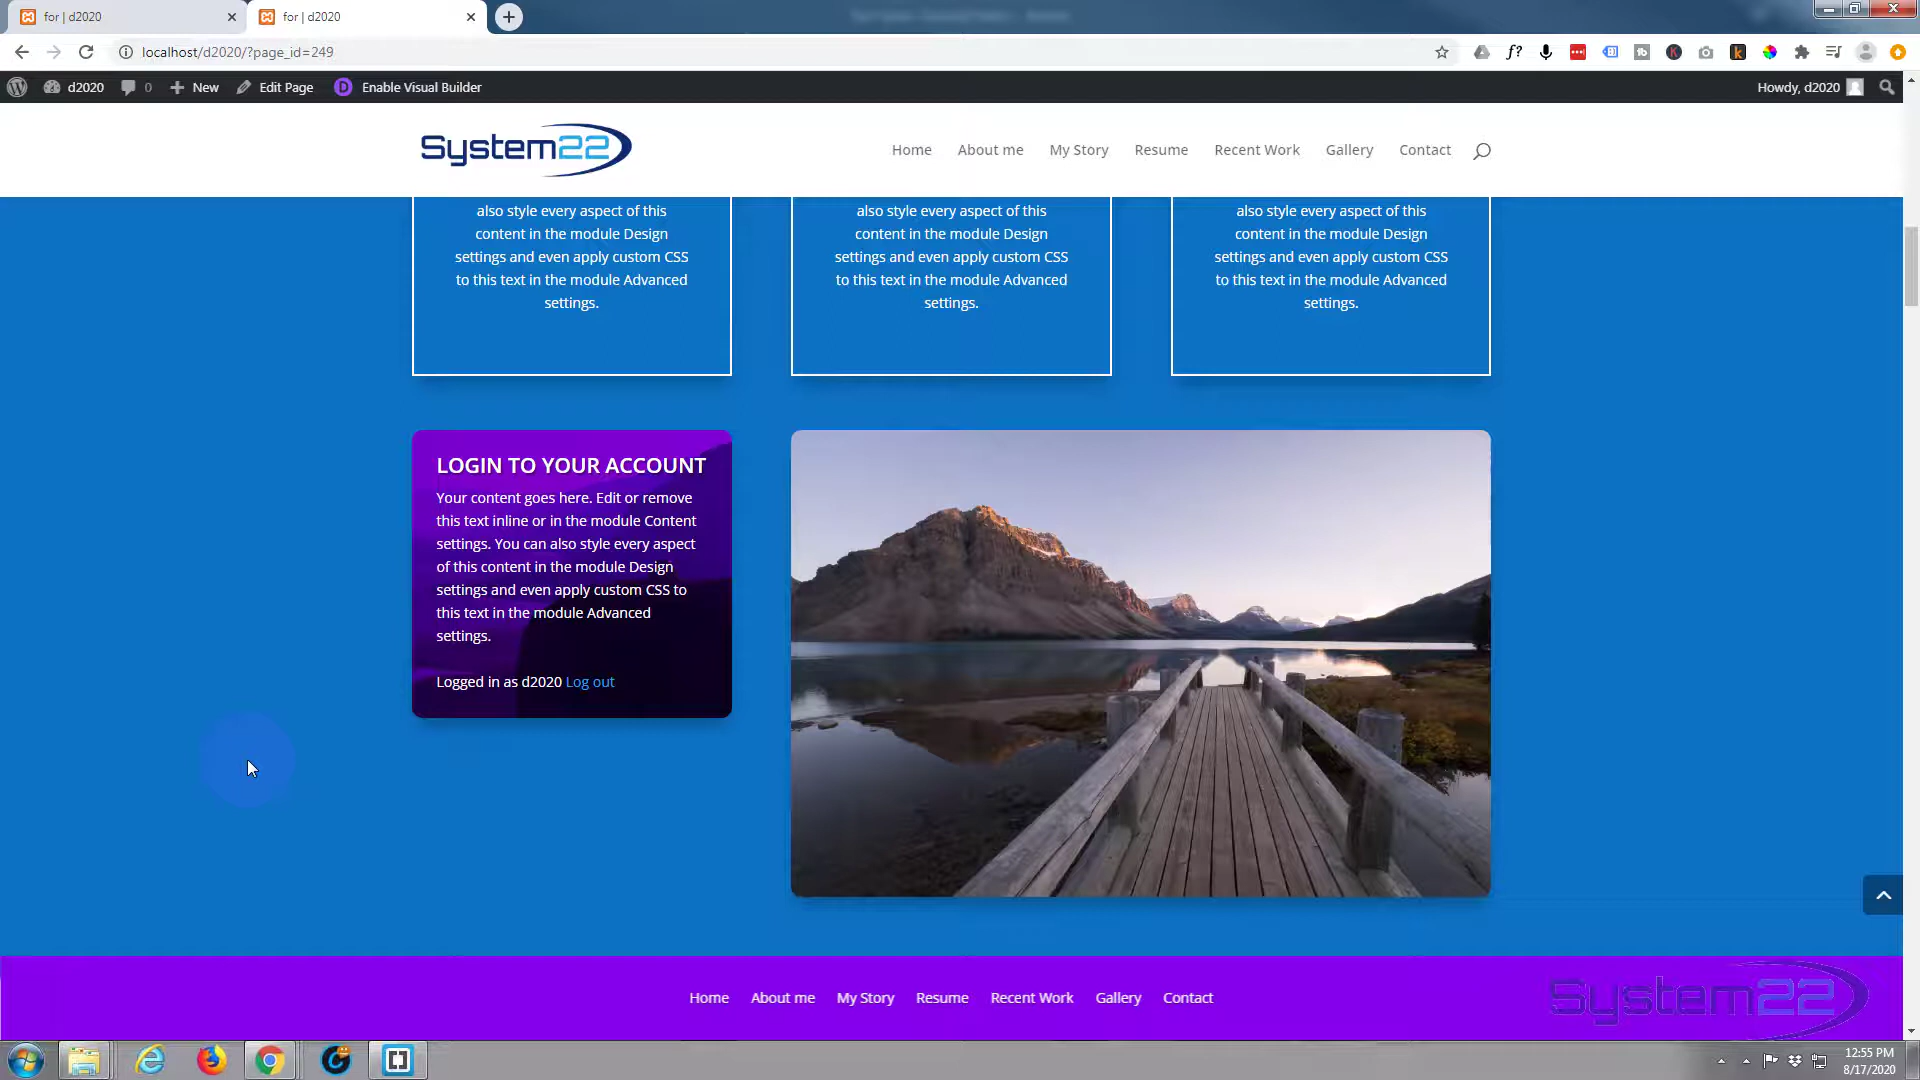 for | d2020
for | d2020
localhost/d2020/?page_id=249
f?
d2020
0
New
Edit Page
D
Enable Visual Builder
Howdy, d2020
System22
Home
About me
My Story
Resume
Recent Work
Gallery
Contact
also style every aspect of this
content in the module Design
settings and even apply custom CSS
to this text in the module Advanced
settings.
also style every aspect of this
content in the module Design
settings and even apply custom CSS
to this text in the module Advanced
settings.
also style every aspect of this
content in the module Design
settings and even apply custom CSS
to this text in the module Advanced
settings.
LOGIN TO YOUR ACCOUNT
Your content goes here. Edit or remove
this text inline or in the module Content
settings. You can also style every aspect
of this content in the module Design
settings and even apply custom CSS to
this text in the module Advanced
settings.
Logged in as d2020 Log out
Home
About me
My Story
Resume
Recent Work
Gallery
Contact
System22
12:55 PM
8/17/2020